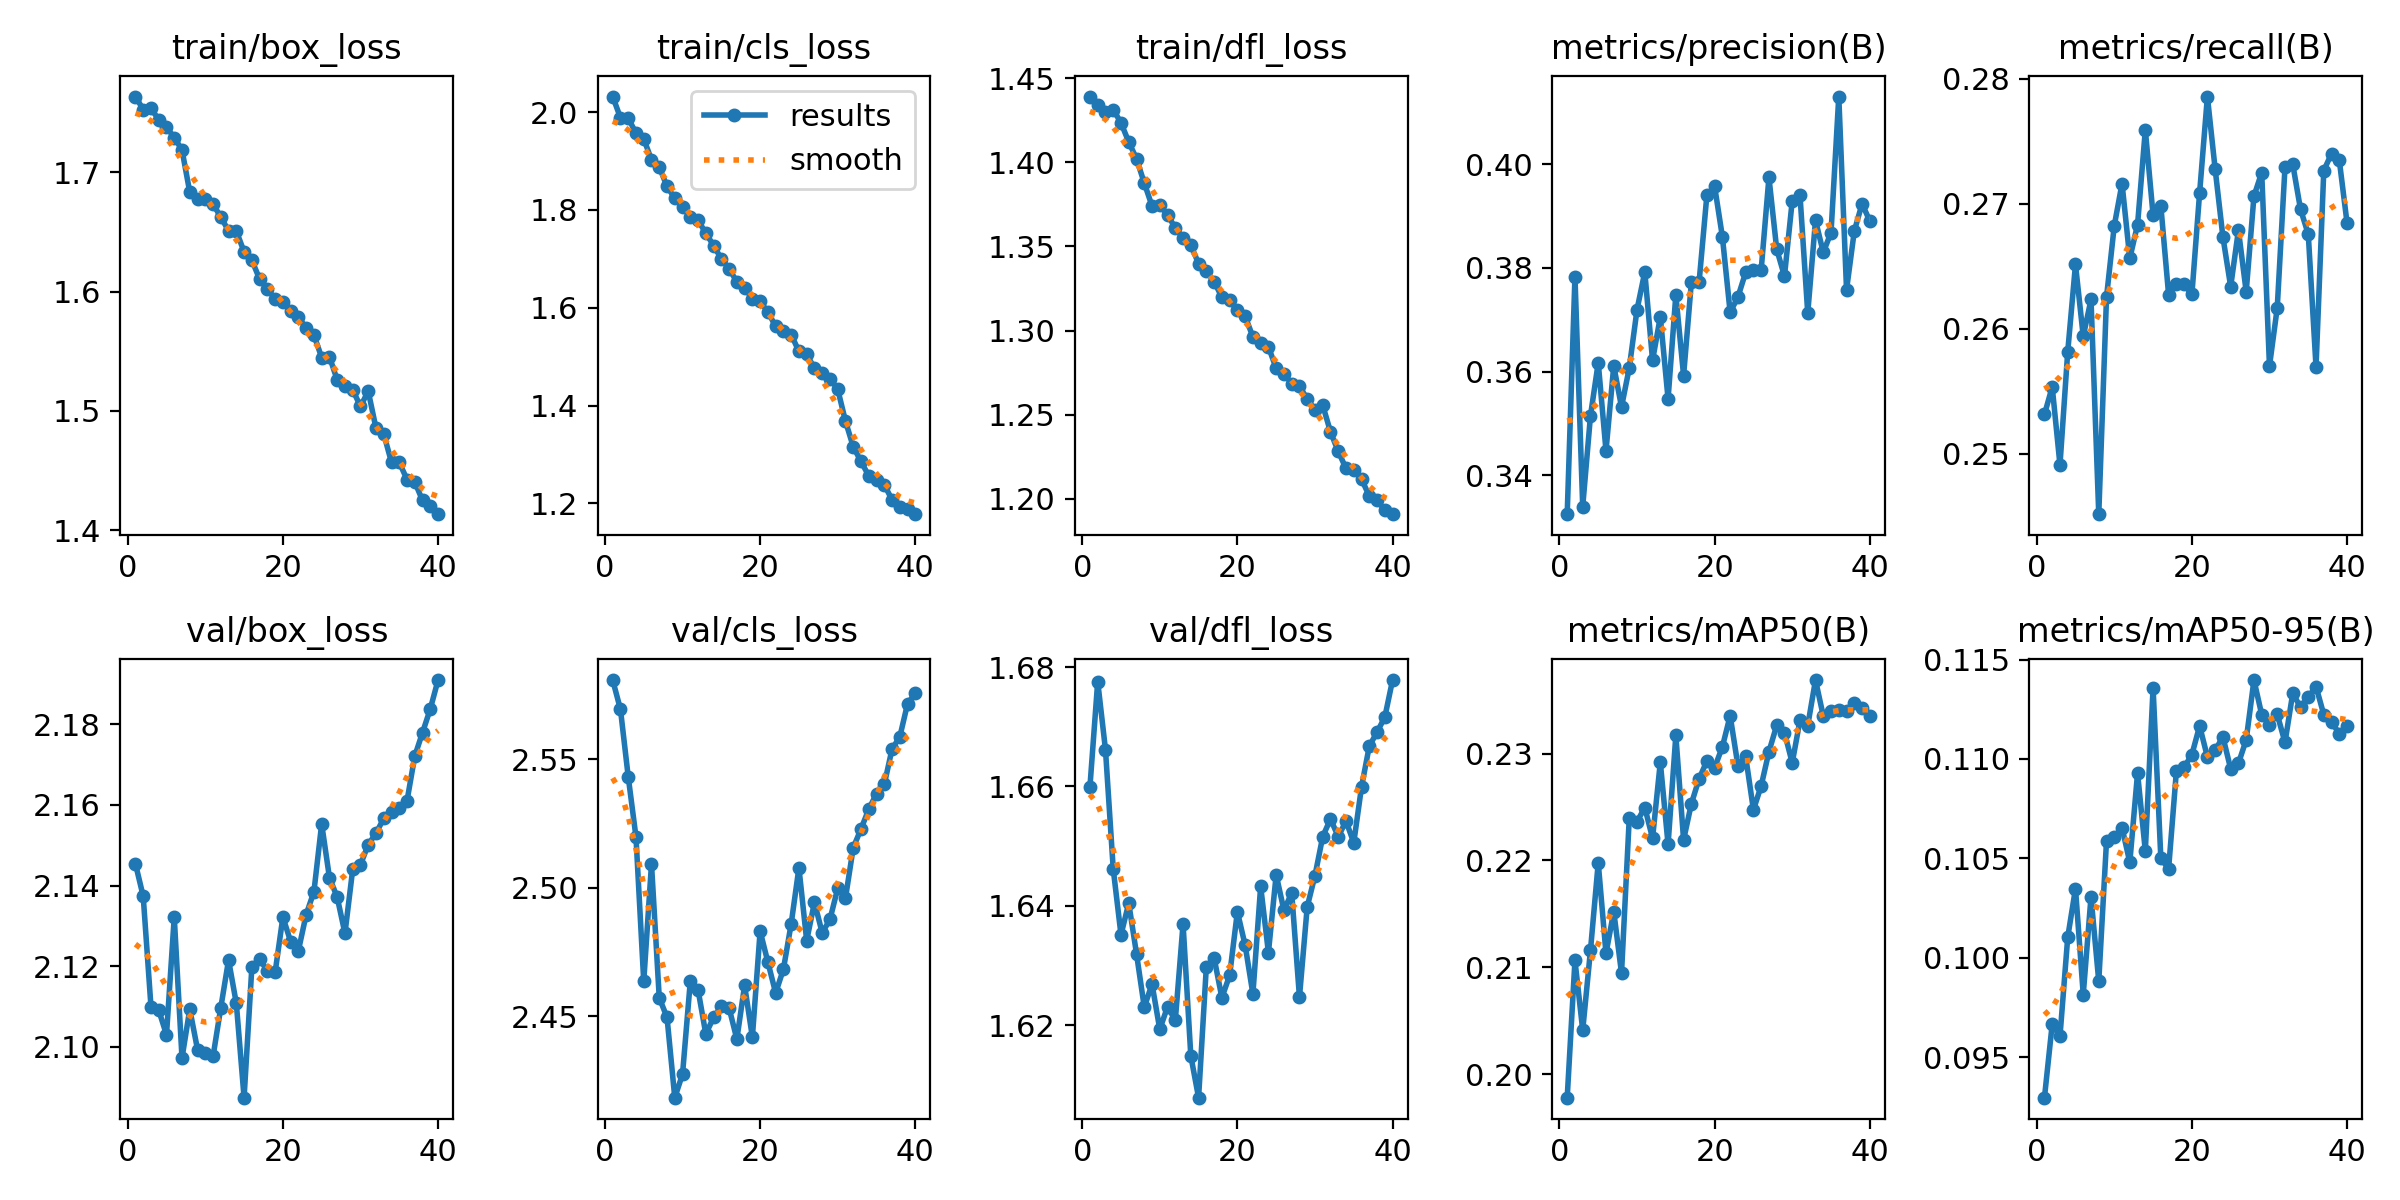 train/box_loss
1.7
1.6
1.5
1.4
0 20 40
train/cls_loss
results
smooth
2.0
1.8
1.6
1.4
1.2
0 20 40
train/dfl_loss
1.45
1.40
1.35
1.30
1.25
1.20
0 20 40
metrics/precision(B)
0.40
0.38
0.36
0.34
0 20 40
metrics/recall(B)
0.28
0.27
0.26
0.25
0 20 40
val/box_loss
2.18
2.16
2.14
2.12
2.10
0 20 40
val/cls_loss
2.55
2.50
2.45
0 20 40
val/dfl_loss
1.68
1.66
1.64
1.62
0 20 40
metrics/mAP50(B)
0.23
0.22
0.21
0.20
0 20 40
metrics/mAP50-95(B)
0.115
0.110
0.105
0.100
0.095
0 20 40